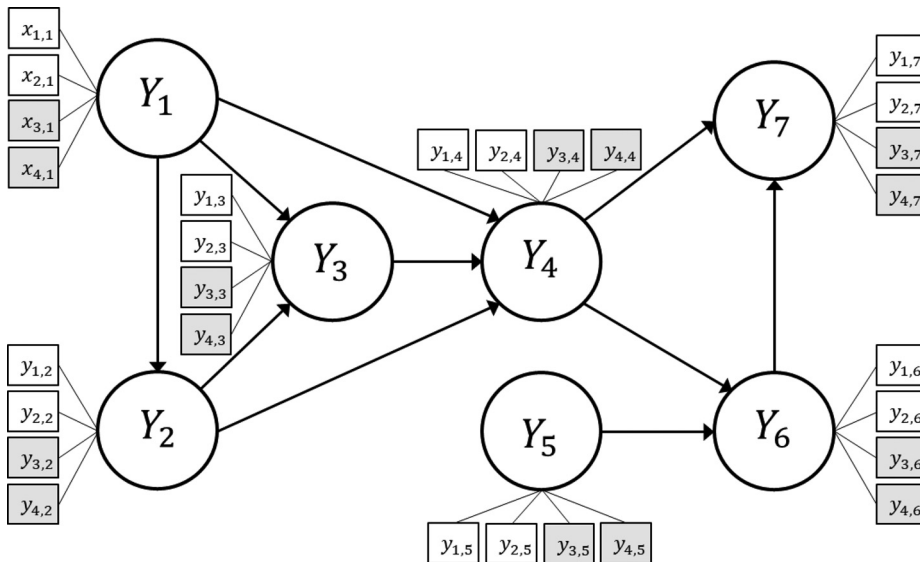 x1,1
x2,1
x3,1
x4,1
Y1
y1,3
y2,3
y3,3
y4,3
Y3
y1,4 y2,4 y3,4 y4,4
Y4
y1,7
y2,7
y3,7
y4,7
Y7
y1,2
y2,2
y3,2
y4,2
Y2
Y5
y1,5 y2,5 y3,5 y4,5
Y6
y1,6
y2,6
y3,6
y4,6